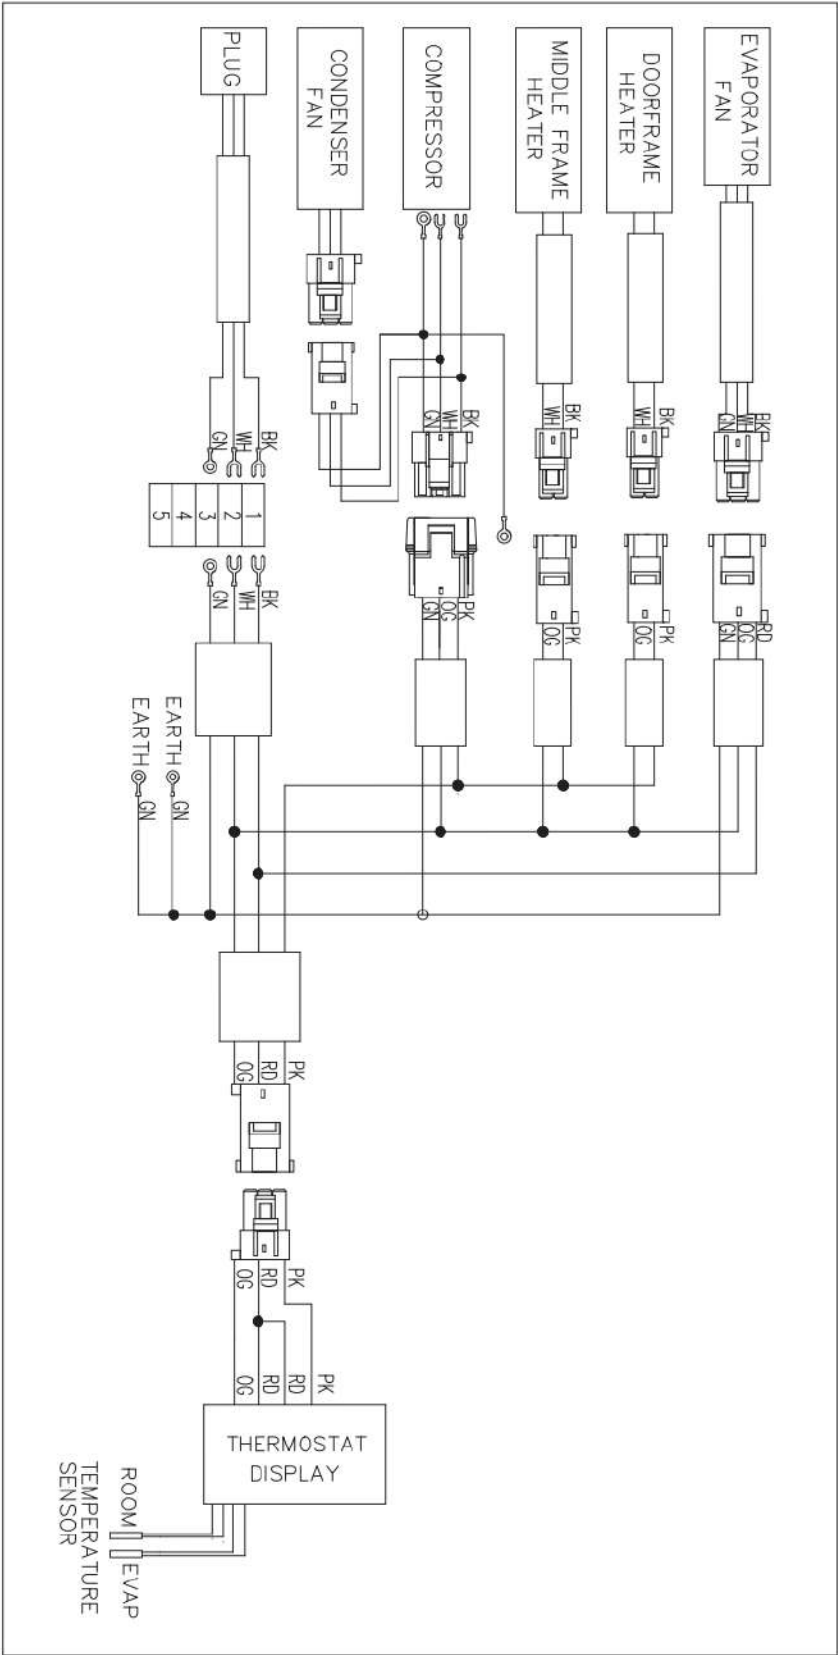 PLUG
CONDENSER
FAN
COMPRESSOR
MIDDLE FRAME
HEATER
DOORFRAME
HEATER
EVAPORATOR
FAN
GN
WH
BK
GN
WH
BK
WH
BK
WH
BK
GN
WH
BK
5
4
3
2
1
GN
WH
BK
GN
OG
PK
OG
PK
OG
PK
GN
OG
RD
EARTH
EARTH
GN
GN
OG
RD
PK
OG
RD
PK
OG
RD
RD
PK
THERMOSTAT
DISPLAY
ROOM
EVAP
TEMPERATURE
SENSOR